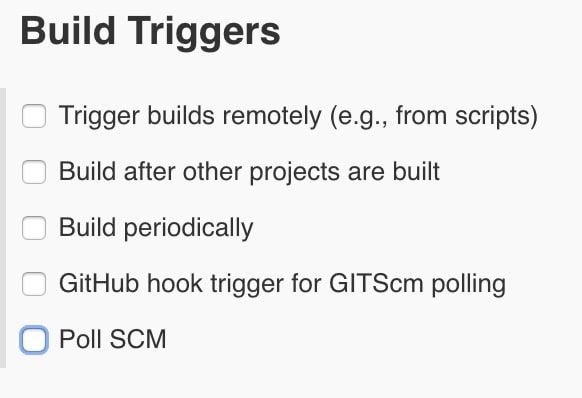 Build Triggers
Trigger builds remotely (e.g., from scripts)
Build after other projects are built
Build periodically
GitHub hook trigger for GITScm polling
Poll SCM